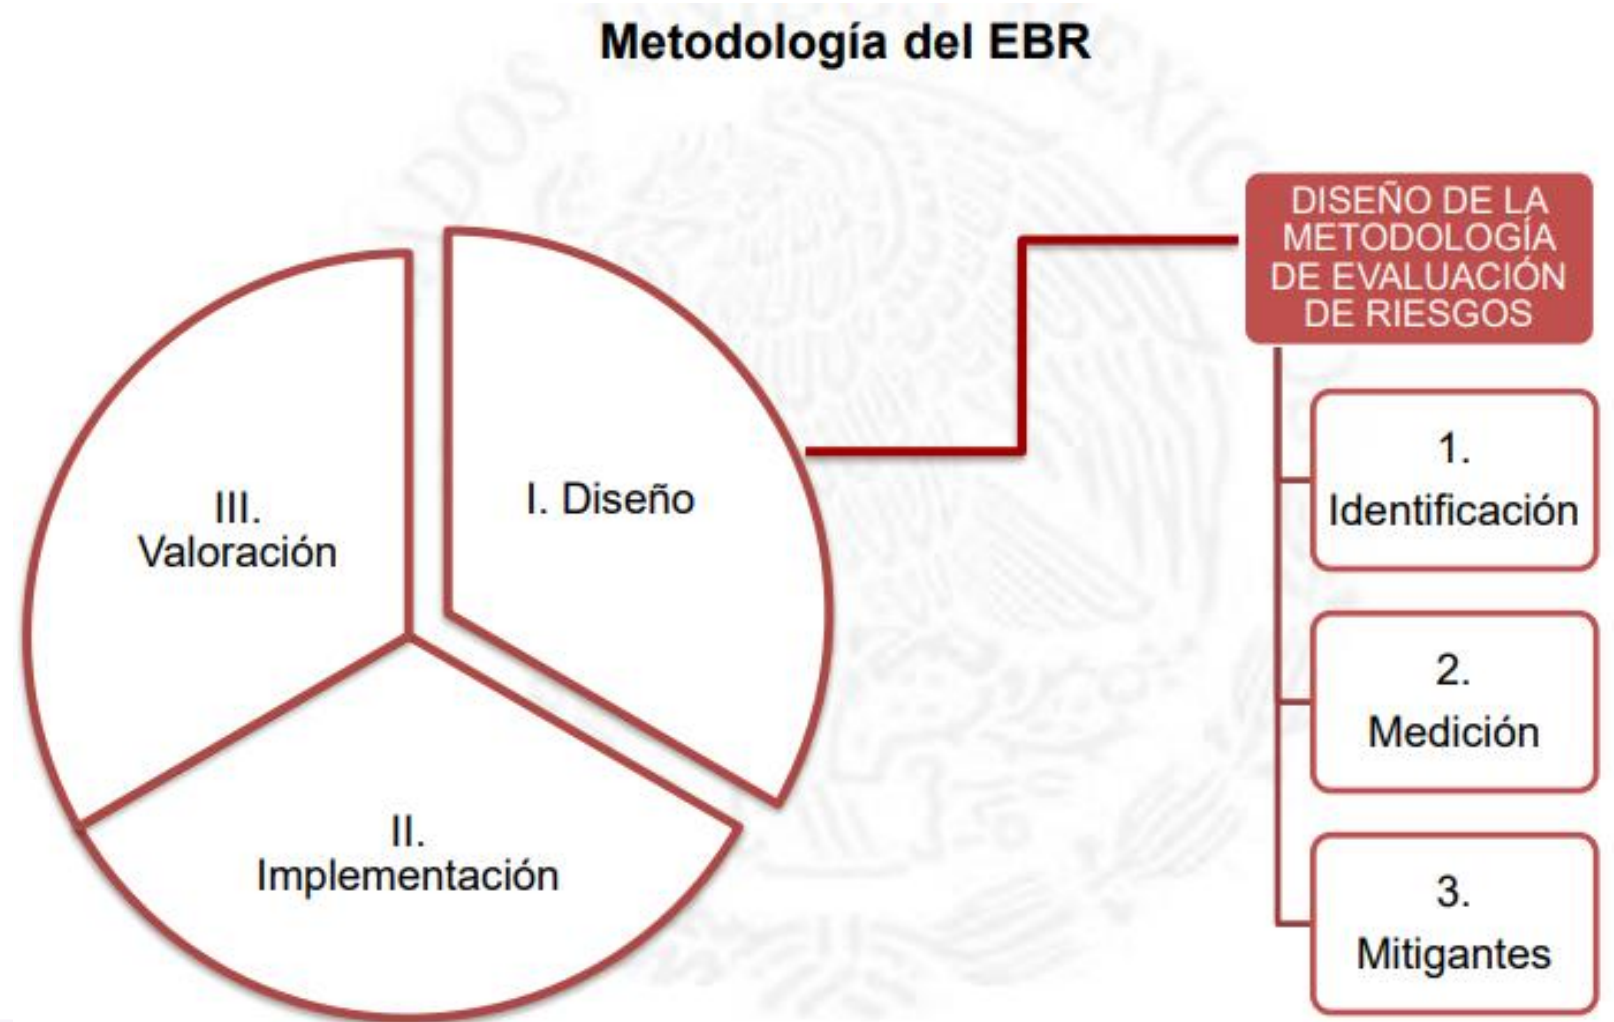 Metodología del EBR
DISEÑO DE LA
METODOLOGÍA
DE EVALUACIÓN
DE RIESGOS
I. Diseño
III.
Valoración
II.
Implementación
1.
Identificación
2.
Medición
3.
Mitigantes